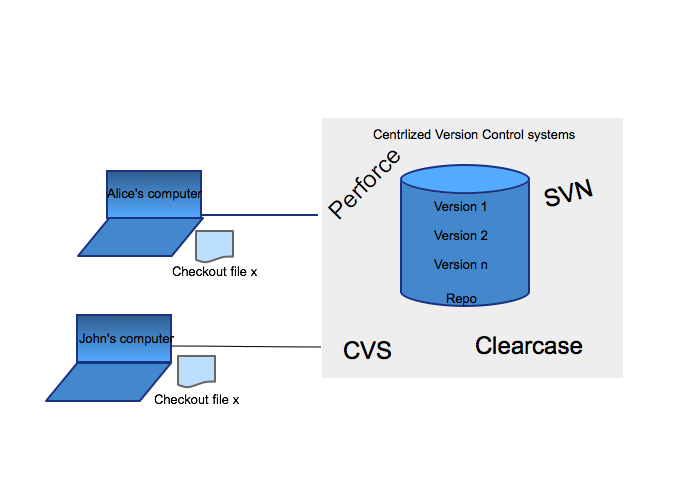 Centrlized Version Control systems
Perforce
SVN
Alice's computer
Version 1
Version 2
Version n
Repo
Checkout file x
John's computer
CVS
Clearcase
Checkout file x